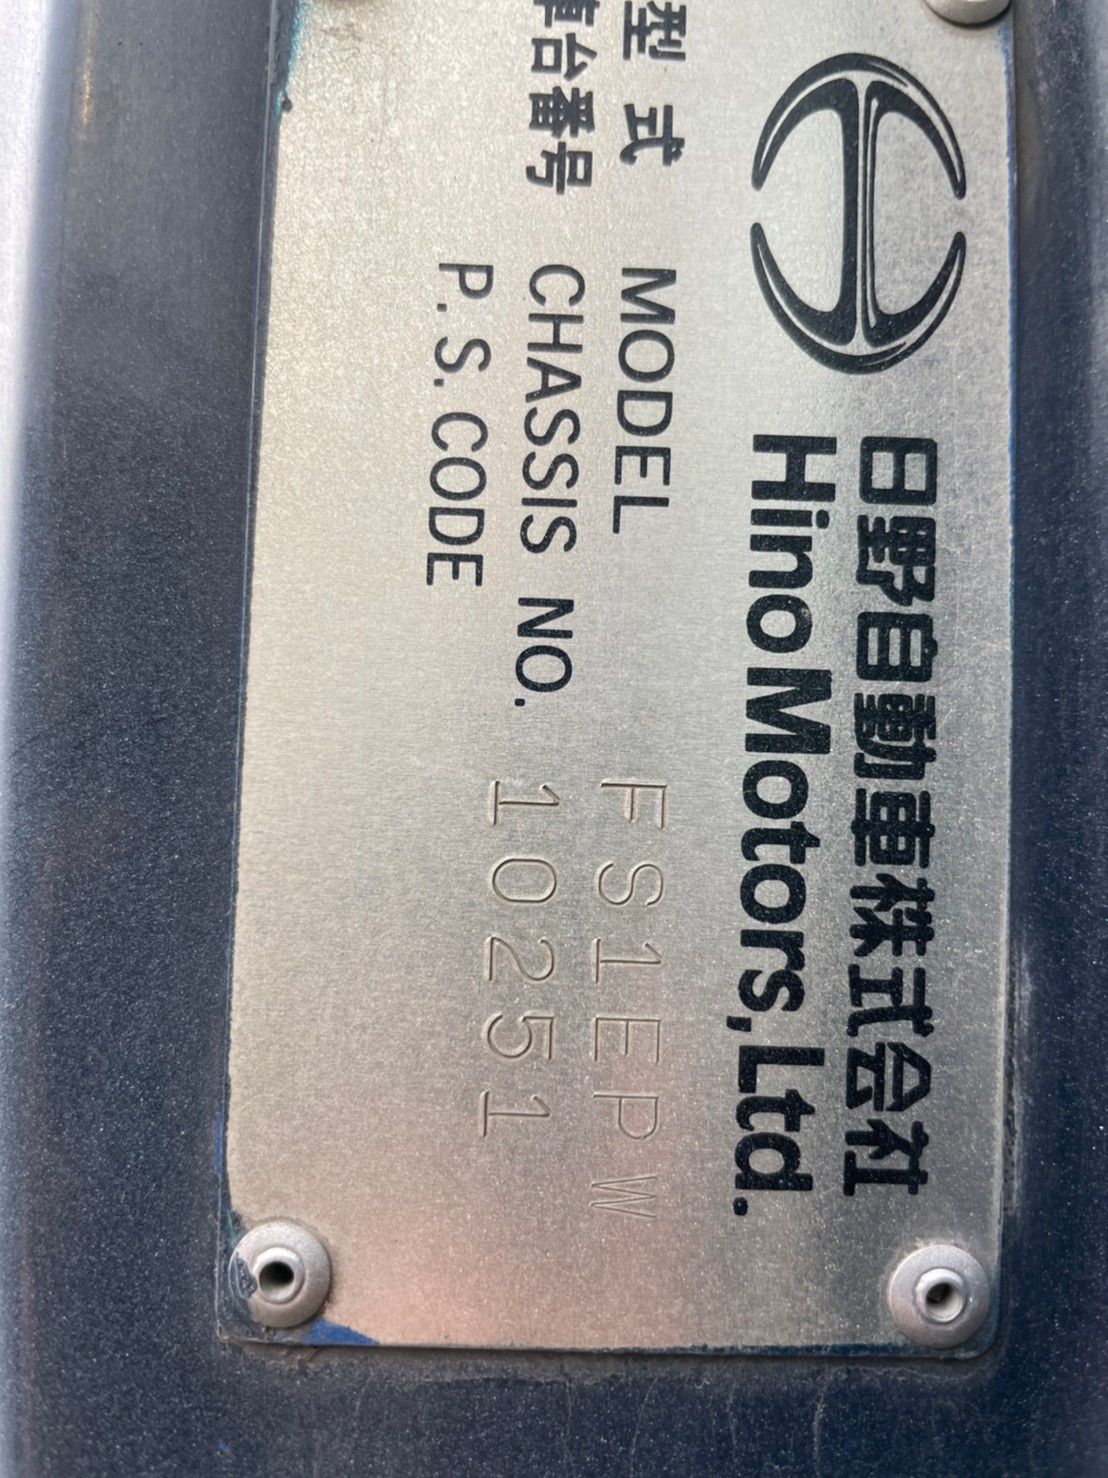 日野自動車株式会社
Hino Motors, Ltd.
型 式 MODEL FS1EPW
車台番号 CHASSIS NO. 10251
P.S.CODE